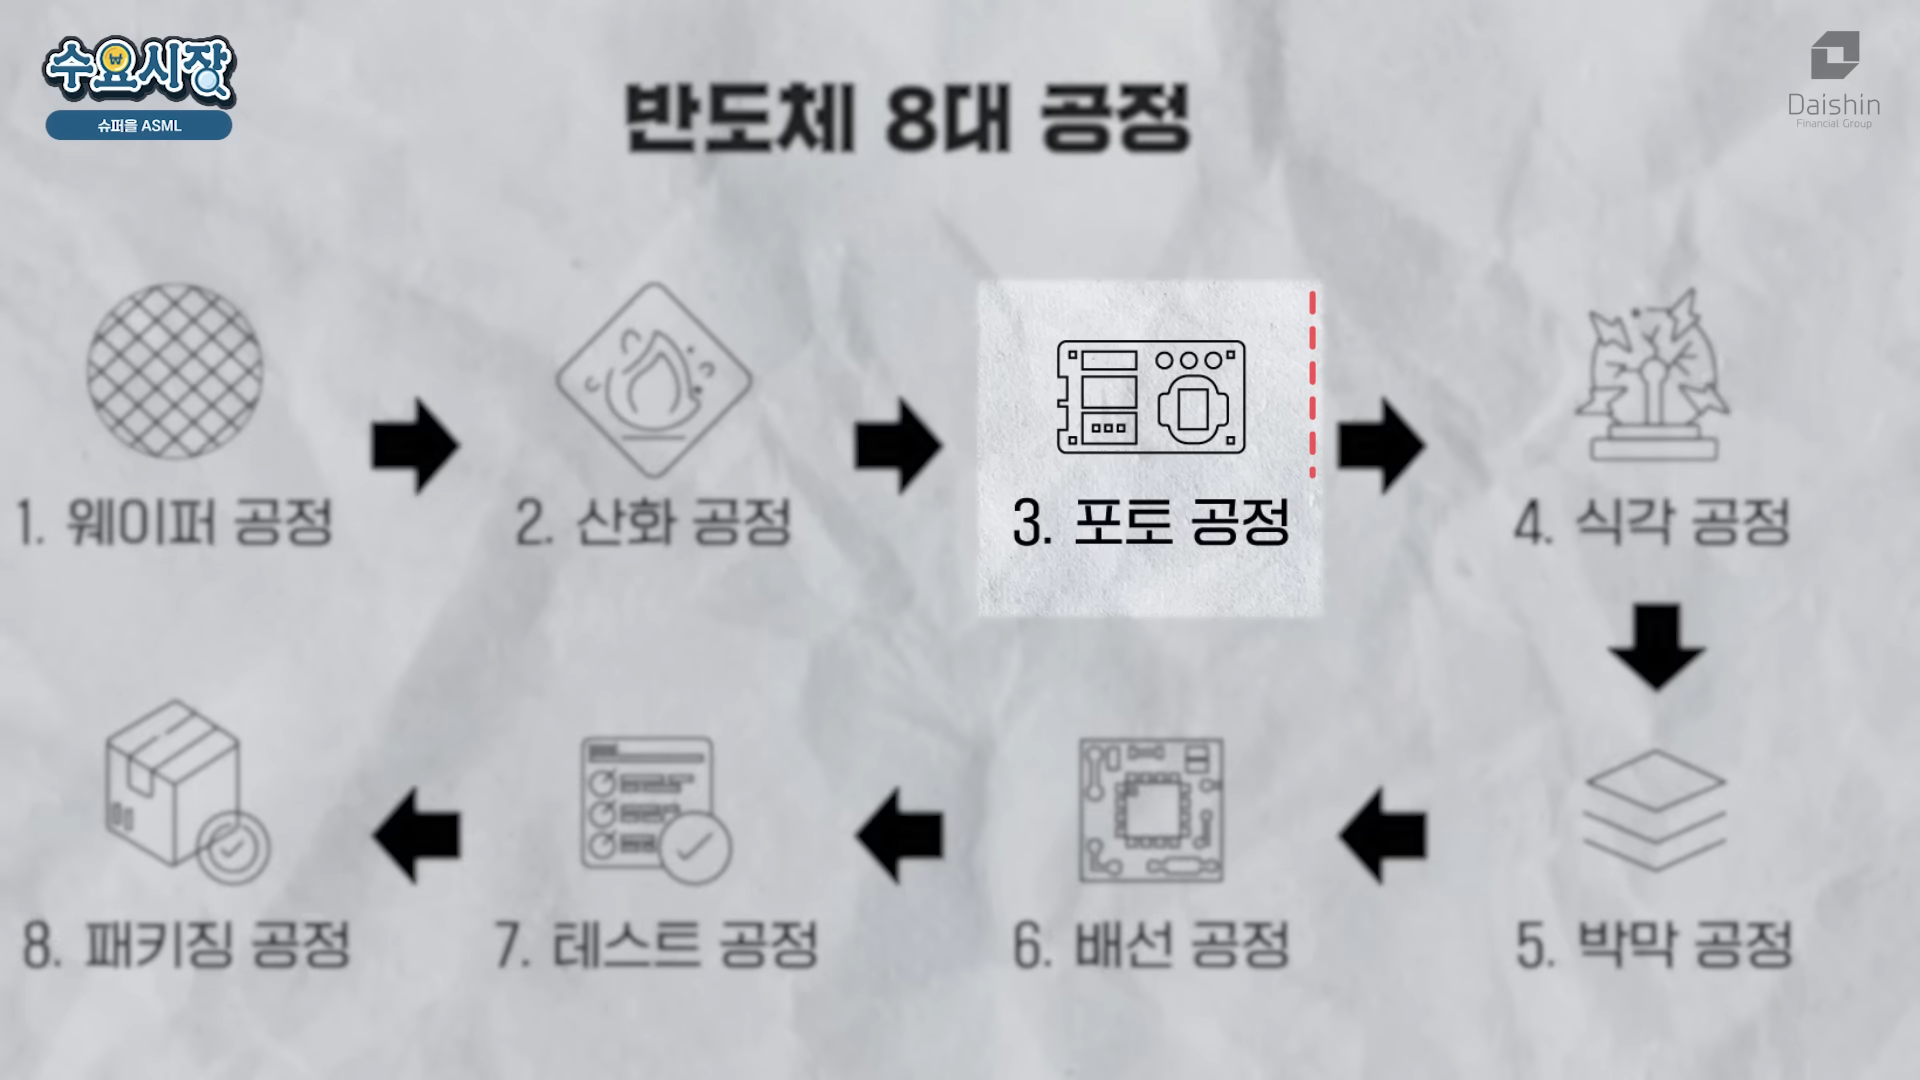 수요시장
슈퍼을 ASML
반도체 8대 공정
Daishin
Financial Group
1. 웨이퍼 공정
2. 산화 공정
3. 포토 공정
4. 식각 공정
8. 패키징 공정
7. 테스트 공정
6. 배선 공정
5. 박막 공정